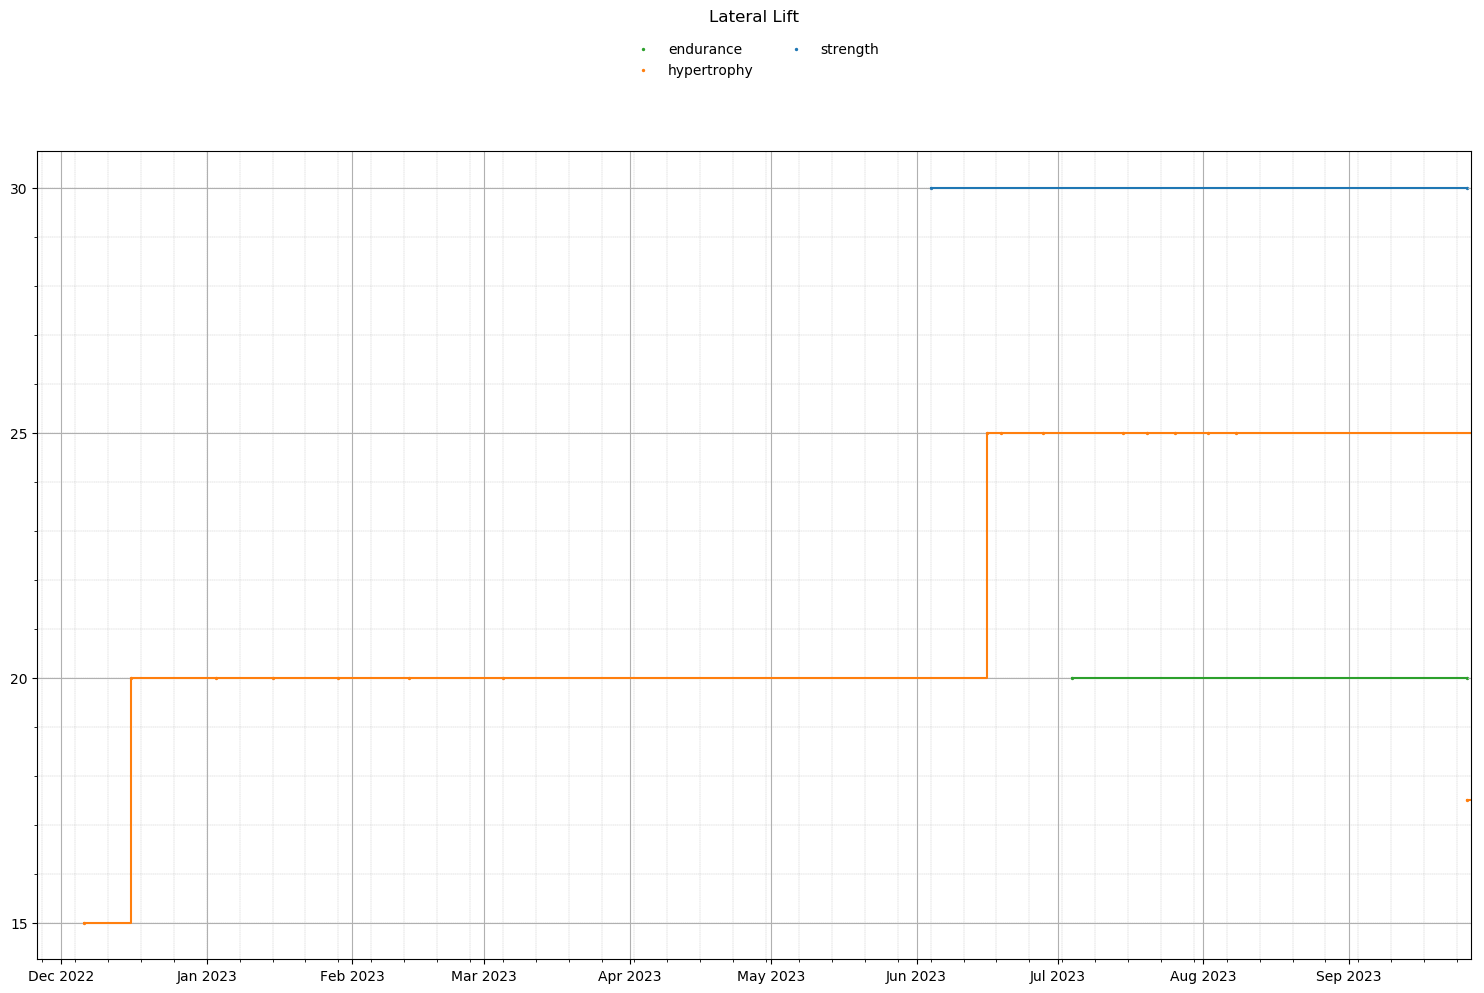 Lateral Lift
endurance
hypertrophy
strength
30
25
20
15
Dec 2022
Jan 2023
Feb 2023
Mar 2023
Apr 2023
May 2023
Jun 2023
Jul 2023
Aug 2023
Sep 2023